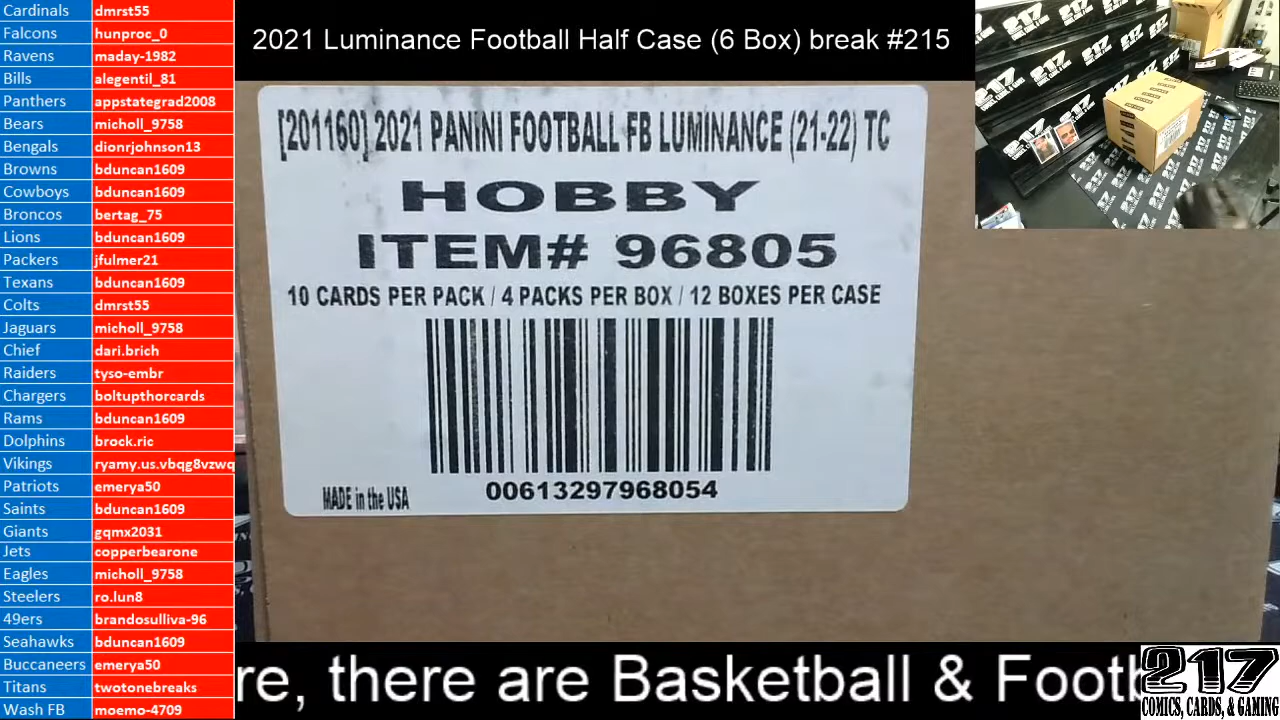 Cardinals dmrst55
Falcons hunproc_0
Ravens maday-1982
Bills alegentil_81
Panthers appstategrad2008
Bears micholl_9758
Bengals dionrjohnson13
Browns bduncan1609
Cowboys bduncan1609
Broncos bertag_75
Lions bduncan1609
Packers jfulmer21
Texans bduncan1609
Colts dmrst55
Jaguars micholl_9758
Chief dari.brich
Raiders tyso-embr
Chargers boltupthorcards
Rams bduncan1609
Dolphins brock.ric
Vikings ryamy.us.vbqg8vzwq
Patriots emerya50
Saints bduncan1609
Giants gqmx2031
Jets copperbearone
Eagles micholl_9758
Steelers ro.lun8
49ers brandosulliva-96
Seahawks bduncan1609
Buccaneers emerya50
Titans twotonebreaks
Wash FB moemo-4709
2021 Luminance Football Half Case (6 Box) break #215
[201160] 2021 PANINI FOOTBALL FB LUMINANCE (21-22) TC
HOBBY
ITEM# 96805
10 CARDS PER PACK / 4 PACKS PER BOX / 12 BOXES PER CASE
MADE in the USA
00613297968054
re, there are Basketball & Footb
217
COMICS, CARDS, & GAMING
217
217
217
217